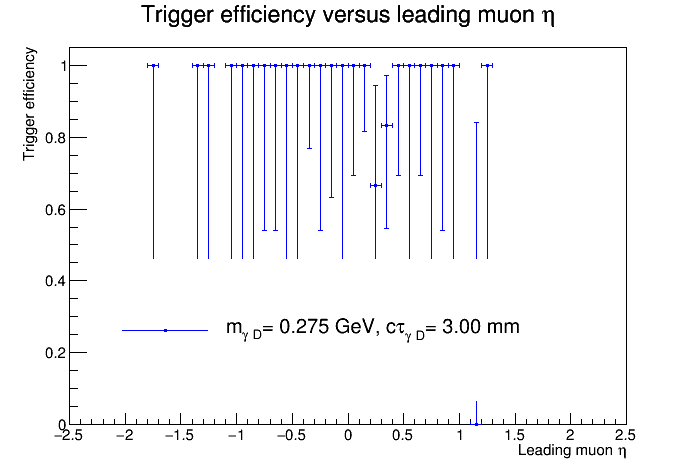 Trigger efficiency versus leading muon η
Trigger efficiency
1
0.8
0.6
0.4
0.2
0
m_γ D= 0.275 GeV, cτ_γ D= 3.00 mm
−2.5 −2 −1.5 −1 −0.5 0 0.5 1 1.5 2 2.5
Leading muon η